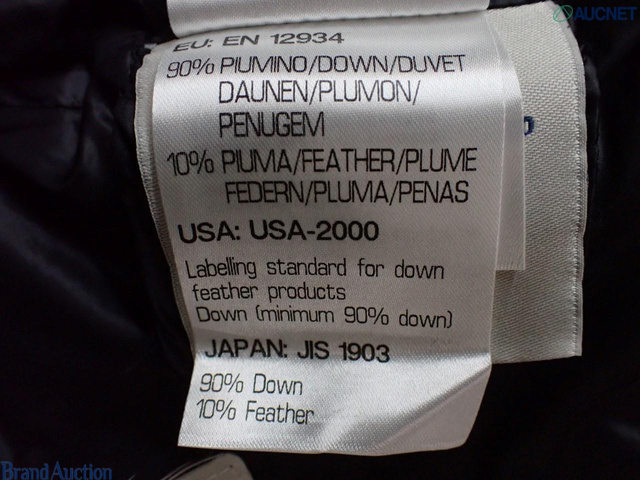 AUCNET
EU: EN 12934
90% PIUMINO/DOWN/DUVET
DAUNEN/PLUMON/
PENUGEM
10% PIUMA/FEATHER/PLUME
FEDERN/PLUMA/PENAS
USA: USA-2000
Labelling standard for down
feather products
Down (minimum 90% down)
JAPAN: JIS 1903
90% Down
10% Feather
Brand Auction